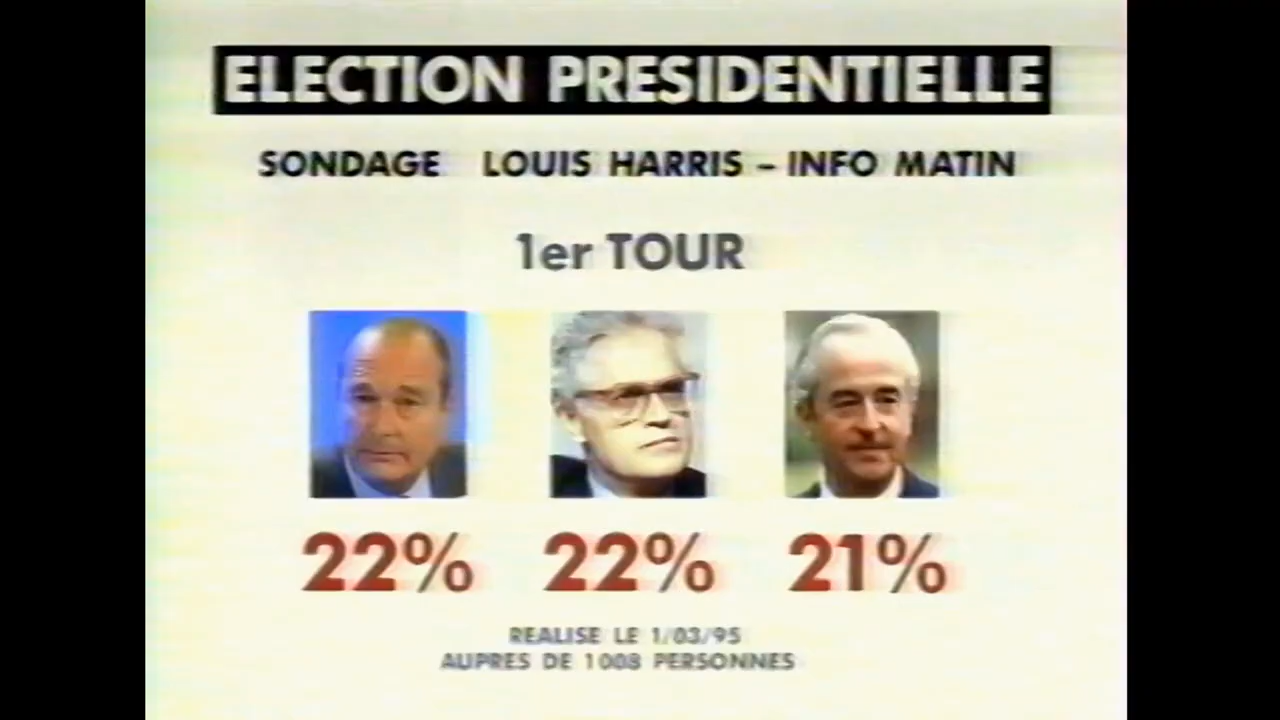 ELECTION PRESIDENTIELLE
SONDAGE LOUIS HARRIS – INFO MATIN
1er TOUR
22% 22% 21%
REALISE LE 1/03/95
AUPRES DE 1008 PERSONNES